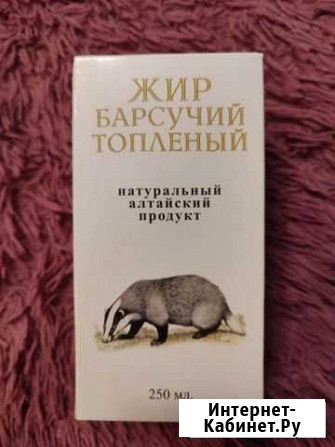 ЖИР
БАРСУЧИЙ
ТОПЛЕНЫЙ
натуральный
алтайский
продукт
250 мл.
Интернет-
Кабинет.Ру